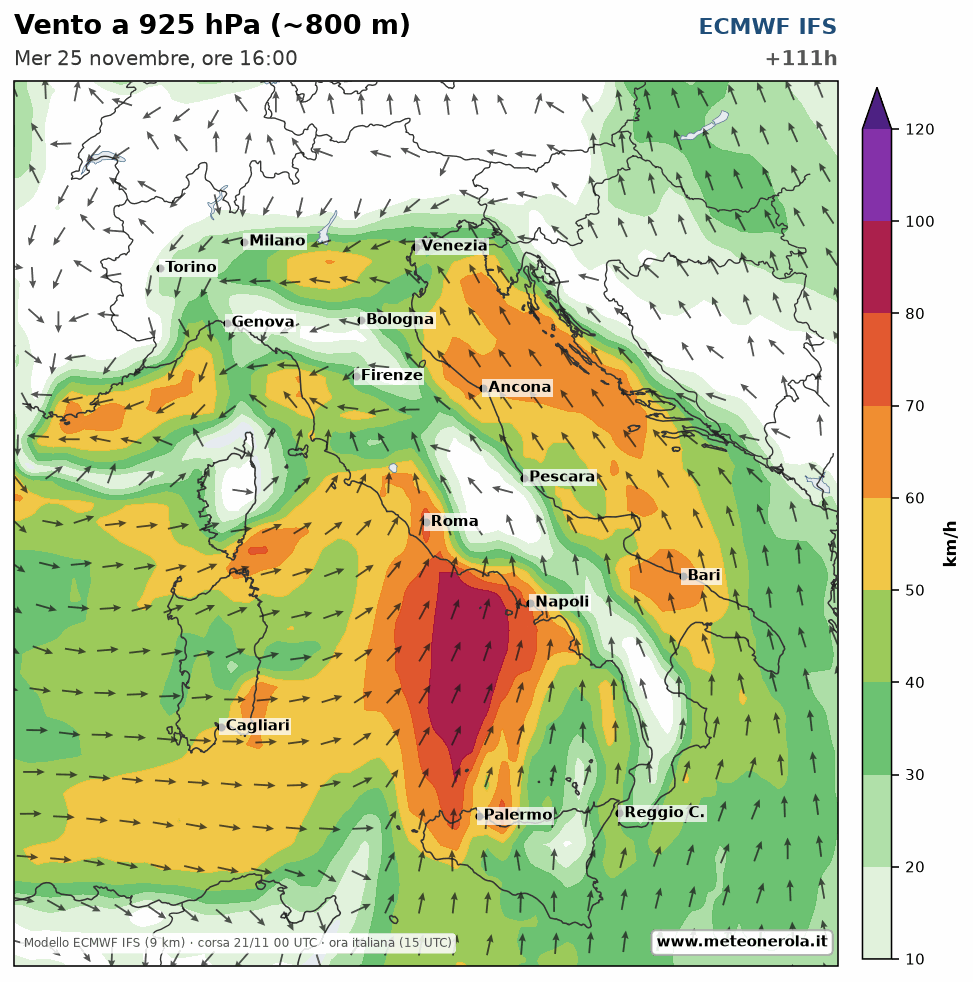 Vento a 925 hPa (~800 m)
ECMWF IFS
Mer 25 novembre, ore 16:00
+111h
120
100
80
70
60
50
40
30
20
10
km/h
Milano
Venezia
Torino
Genova
Bologna
Firenze
Ancona
Pescara
Roma
Bari
Napoli
Cagliari
Palermo
Reggio C.
Modello ECMWF IFS (9 km) · corsa 21/11 00 UTC · ora italiana (15 UTC)
www.meteonerola.it